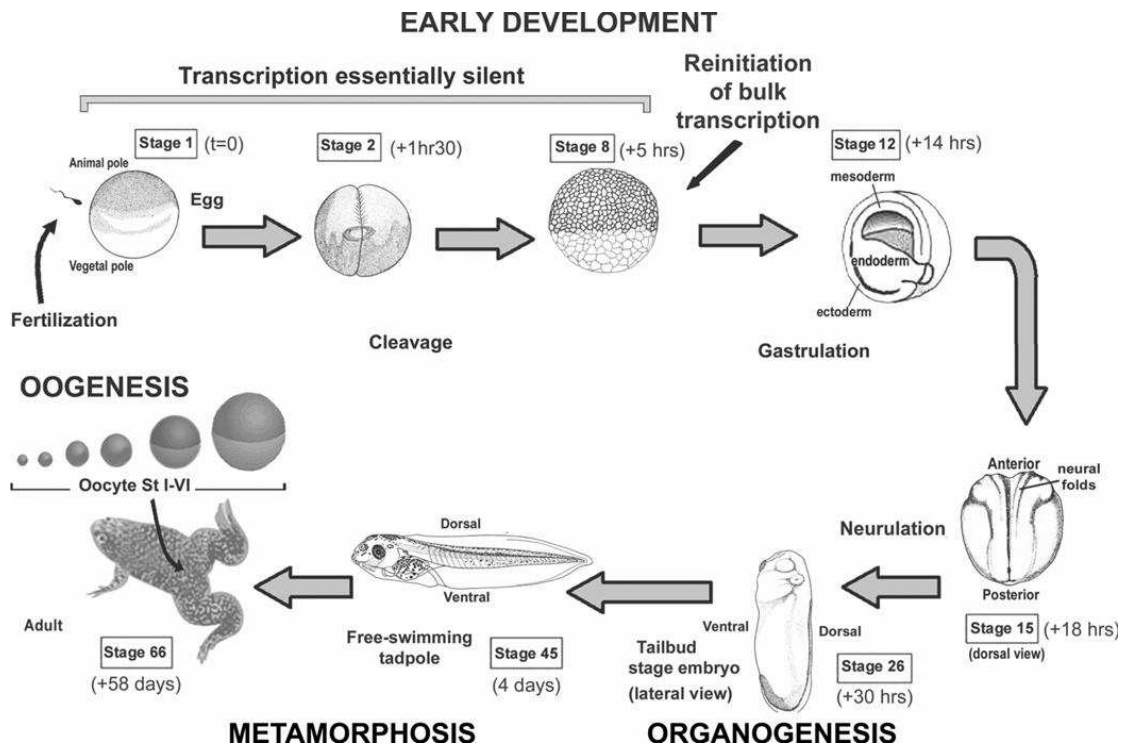 EARLY DEVELOPMENT
Transcription essentially silent
Reinitiation
of bulk
transcription
Stage 1 (t=0)
Stage 2 (+1hr30)
Stage 8 (+5 hrs)
Stage 12 (+14 hrs)
Animal pole
Egg
Vegetal pole
Fertilization
mesoderm
endoderm
ectoderm
Cleavage
Gastrulation
OOGENESIS
Oocyte St I-VI
Anterior
neural
folds
Neurulation
Posterior
Stage 15 (+18 hrs)
(dorsal view)
Ventral
Dorsal
Tailbud
stage embryo
(lateral view)
Stage 26
(+30 hrs)
Dorsal
Ventral
Free-swimming
tadpole
Stage 45
(4 days)
Adult
Stage 66
(+58 days)
METAMORPHOSIS
ORGANOGENESIS